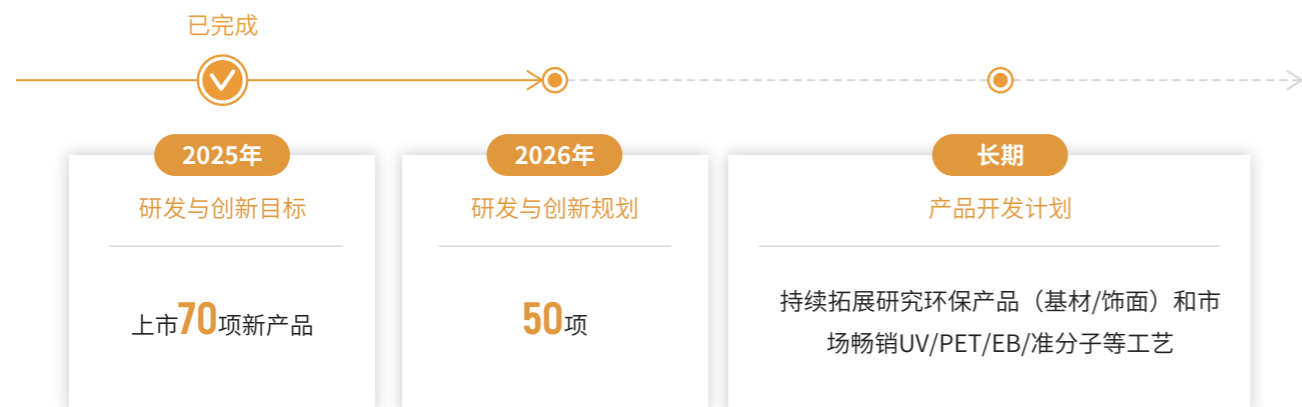 已完成
2025年
研发与创新目标
上市70项新产品
2026年
研发与创新规划
50项
长期
产品开发计划
持续拓展研究环保产品（基材/饰面）和市
场畅销UV/PET/EB/准分子等工艺